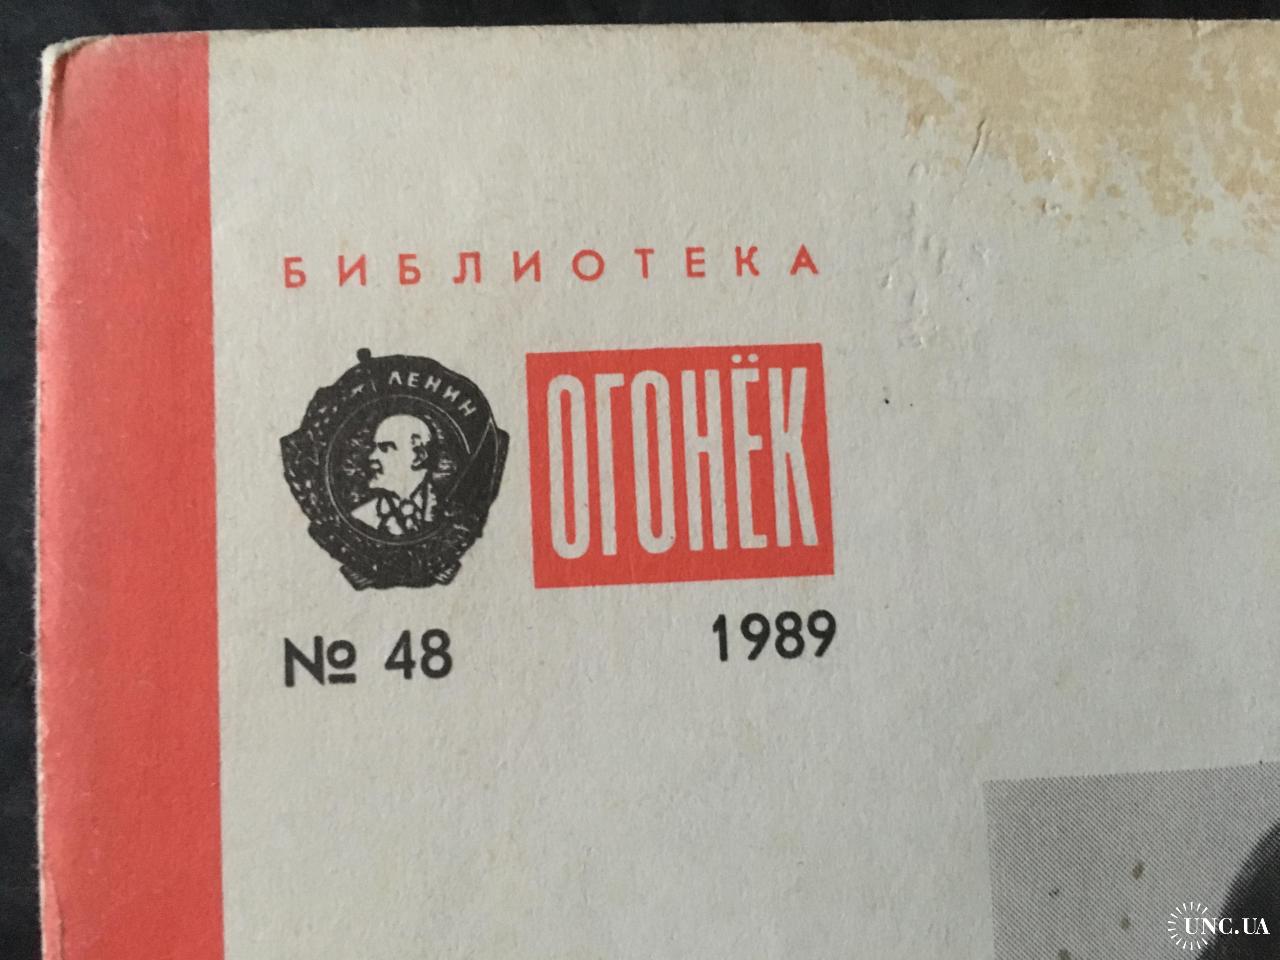 БИБЛИОТЕКА
ЛЕНИН
ОГОНЁК
№ 48
1989
UNC.UA